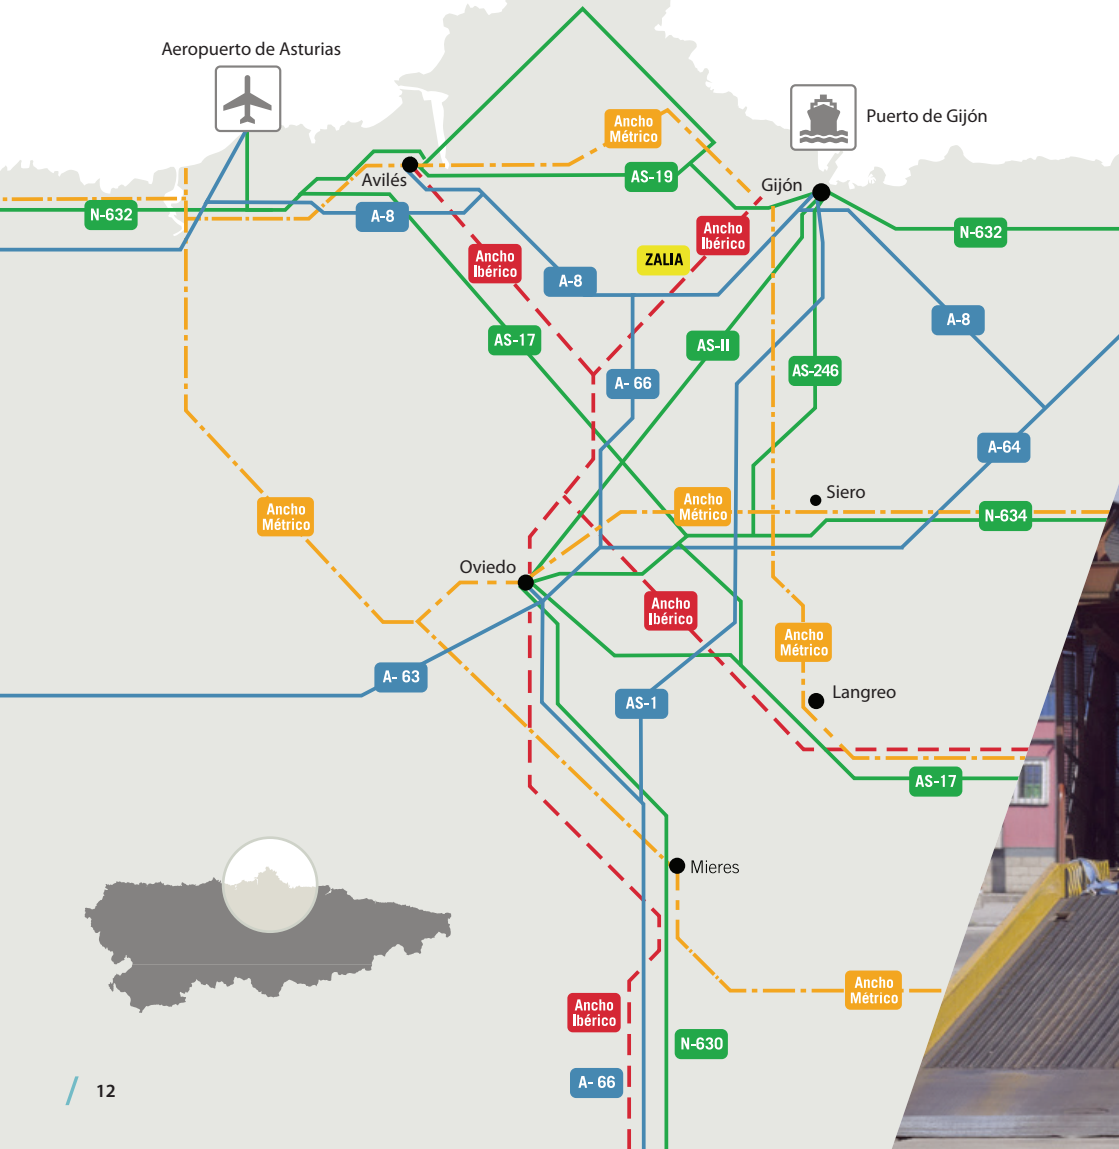 Aeropuerto de Asturias
Puerto de Gijón
Ancho
Métrico
AS-19
Avilés
Gijón
N-632
A-8
Ancho
Ibérico
N-632
Ancho
Ibérico
ZALIA
A-8
A-8
AS-17
AS-II
AS-246
A- 66
A-64
Siero
Ancho
Métrico
Ancho
Métrico
N-634
Oviedo
Ancho
Ibérico
Ancho
Métrico
A- 63
AS-1
Langreo
AS-17
Mieres
Ancho
Métrico
Ancho
Ibérico
N-630
A- 66
12